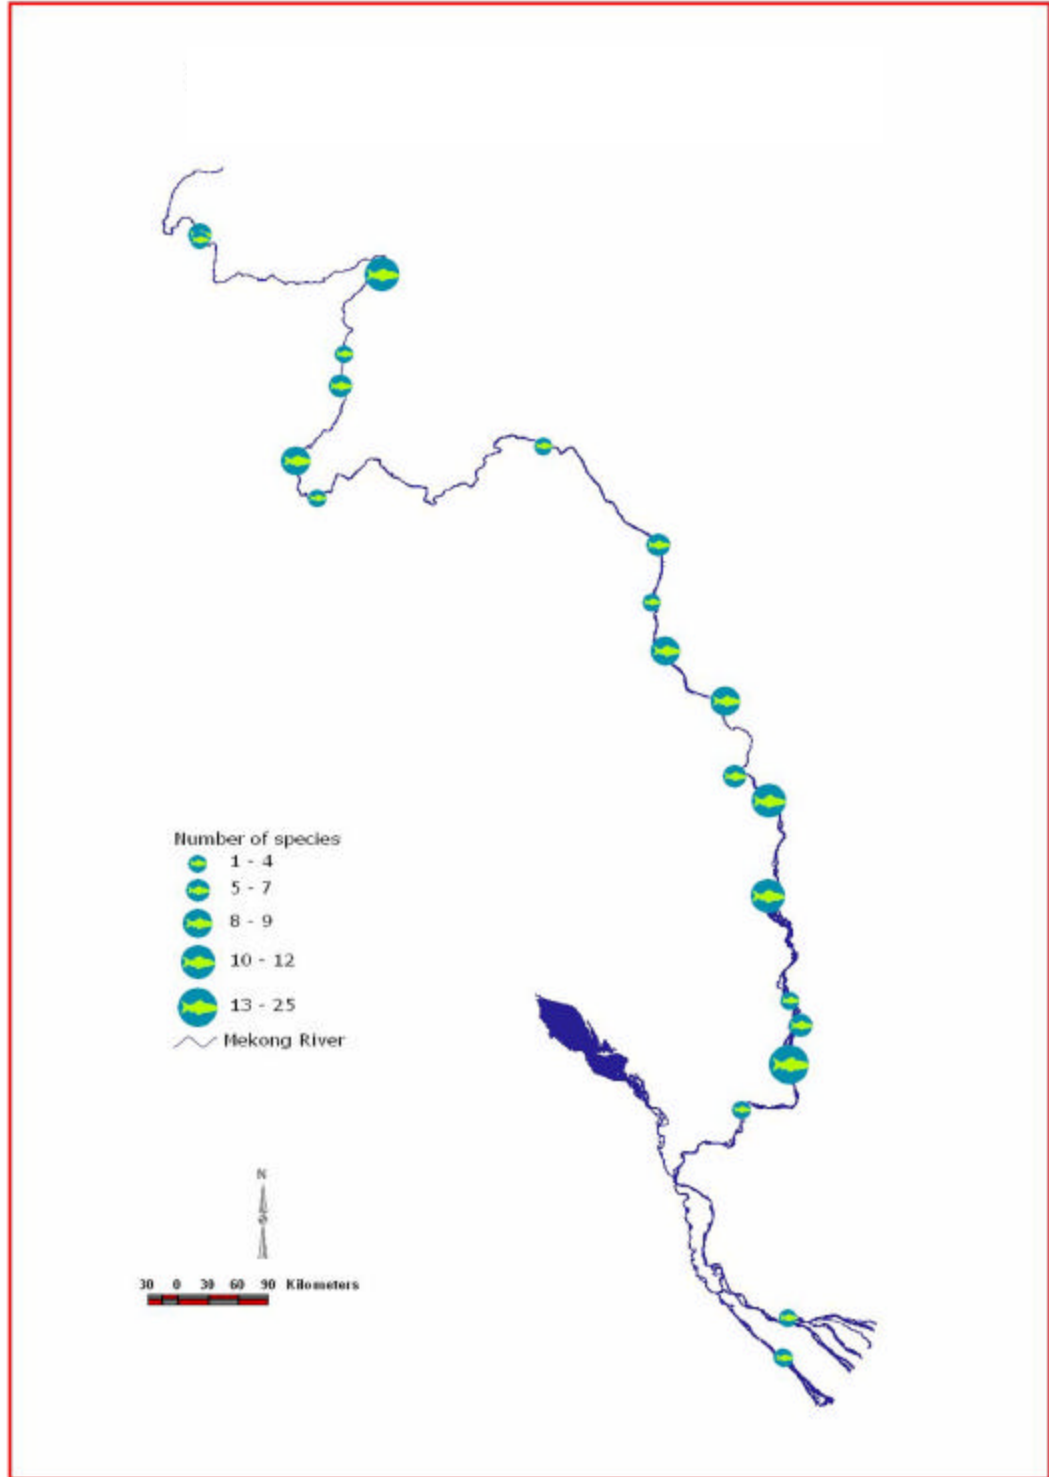 Number of species
1 - 4
5 - 7
8 - 9
10 - 12
13 - 25
Mekong River
N
30 0 30 60 90 Kilometers